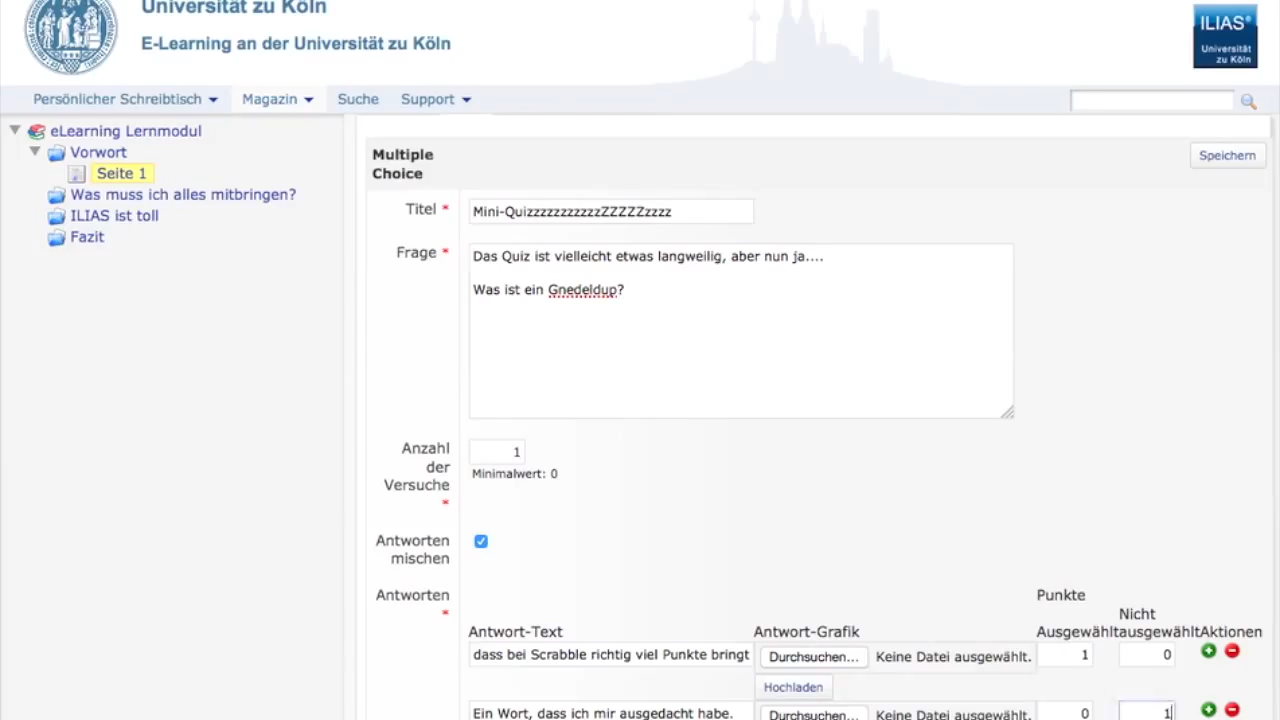 Universität zu Köln
E-Learning an der Universität zu Köln
ILIAS®
Universität
zu Köln
Persönlicher Schreibtisch Magazin Suche Support
eLearning Lernmodul
Vorwort
Seite 1
Was muss ich alles mitbringen?
ILIAS ist toll
Fazit
Multiple
Choice
Speichern
Titel * Mini-QuizzzzzzzzzzzZZZZZzzzz
Frage * Das Quiz ist vielleicht etwas langweilig, aber nun ja....
Was ist ein Gnedeldup?
Anzahl
der
Versuche
*
1
Minimalwert: 0
Antworten
mischen
Antworten
*
Punkte
Nicht
Antwort-Text Antwort-Grafik AusgewähltausgewähltAktionen
dass bei Scrabble richtig viel Punkte bringt Durchsuchen... Keine Datei ausgewählt. 1 0
Hochladen
Ein Wort, dass ich mir ausgedacht habe. Durchsuchen... Keine Datei ausgewählt. 0 1